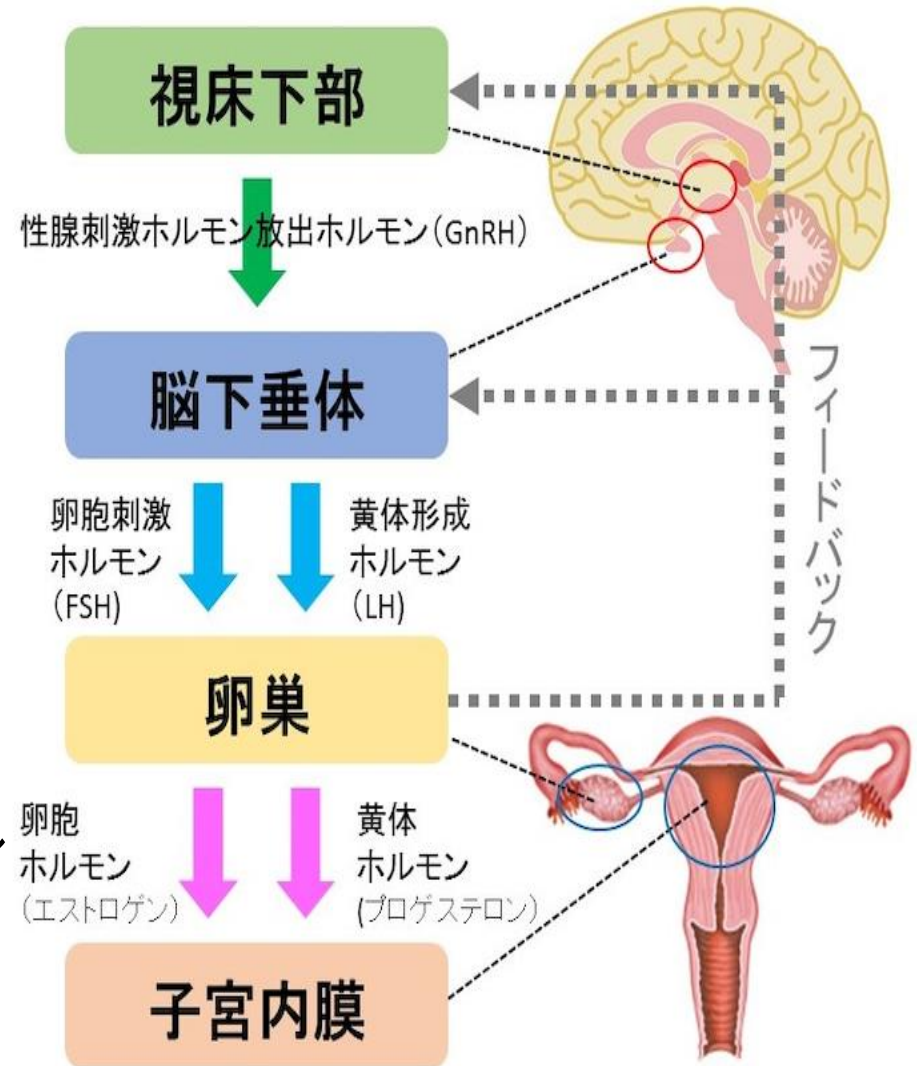 視床下部
性腺刺激ホルモン放出ホルモン（GnRH）
脳下垂体
卵胞刺激
ホルモン
（FSH)
黄体形成
ホルモン
（LH)
フィードバック
卵巣
卵胞
ホルモン
（エストロゲン）
黄体
ホルモン
(プロゲステロン）
子宮内膜